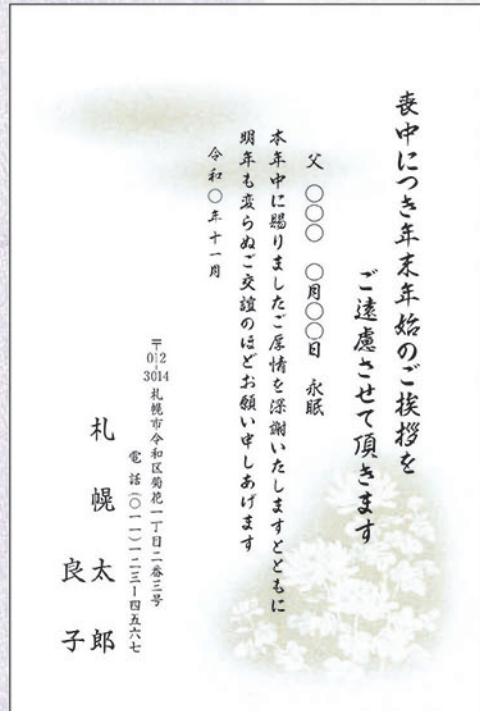 喪中につき年末年始のご挨拶を
ご遠慮させて頂きます
父　○○○　○月○○日　永眠
本年中に賜りましたご厚情を深謝いたしますとともに
明年も変らぬご交誼のほどお願い申しあげます
令和○年十一月
〒012-3014 札幌市令和区菊花一丁目二番三号
電話(〇一一)一二三ー四五六七
札幌太郎
良子